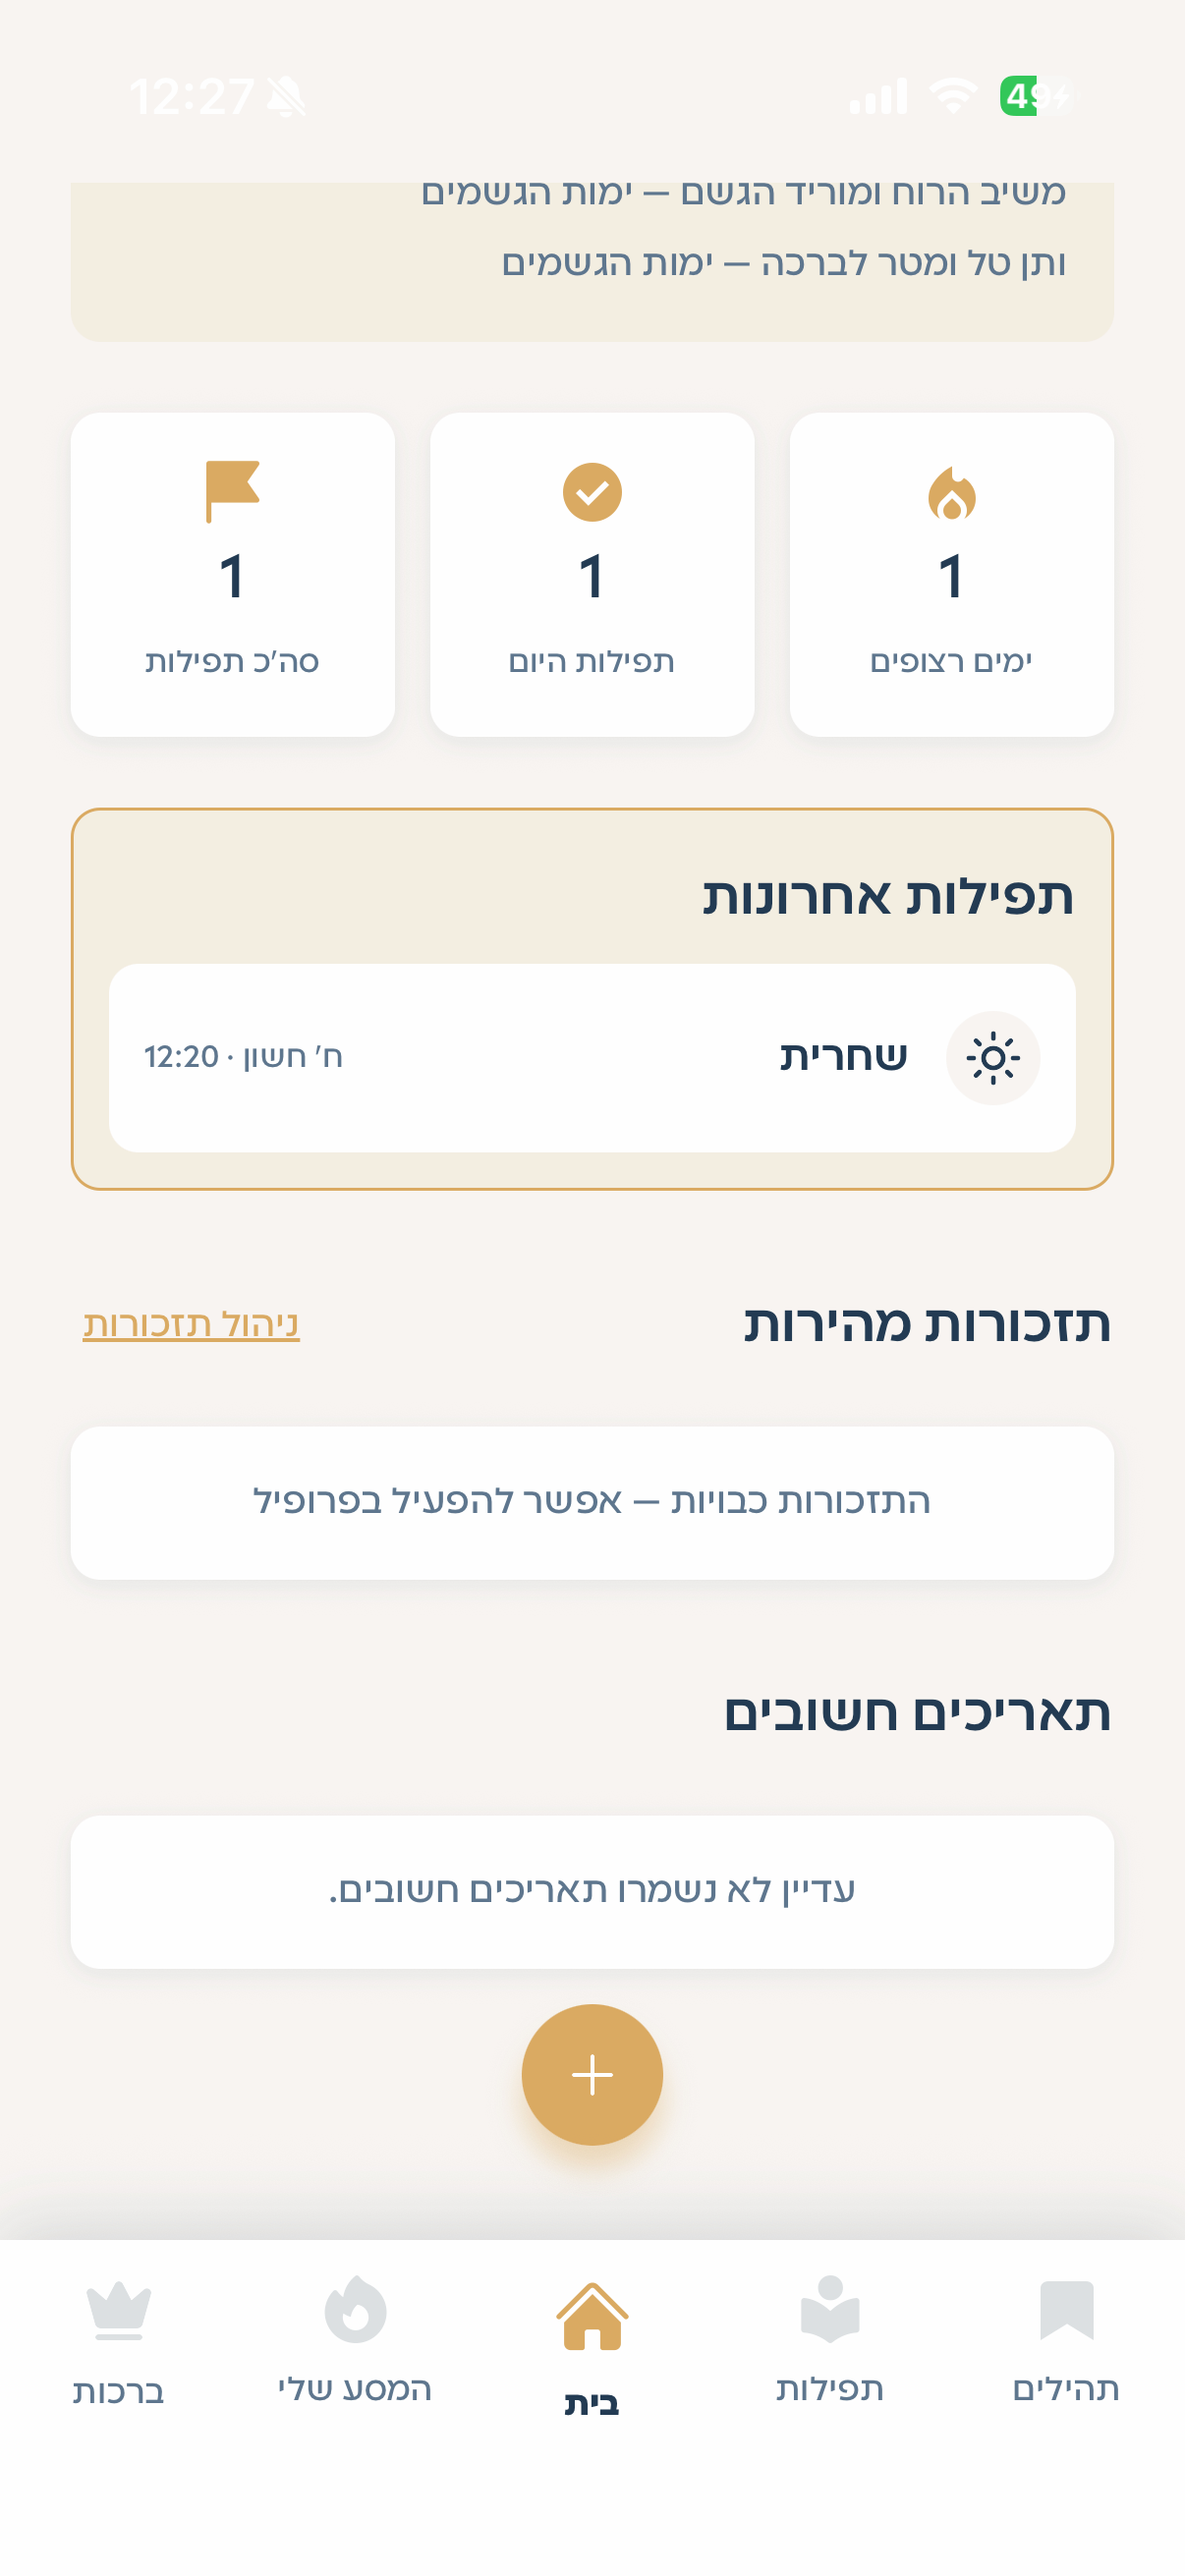 12:27
49
משיב הרוח ומוריד הגשם – ימות הגשמים
ותן טל ומטר לברכה – ימות הגשמים
1
1
1
ימים רצופים
תפילות היום
סה'כ תפילות
תפילות אחרונות
שחרית
ח' חשון · 12:20
תזכורות מהירות
ניהול תזכורות
התזכורות כבויות – אפשר להפעיל בפרופיל
תאריכים חשובים
עדיין לא נשמרו תאריכים חשובים.
תהילים
תפילות
בית
המסע שלי
ברכות